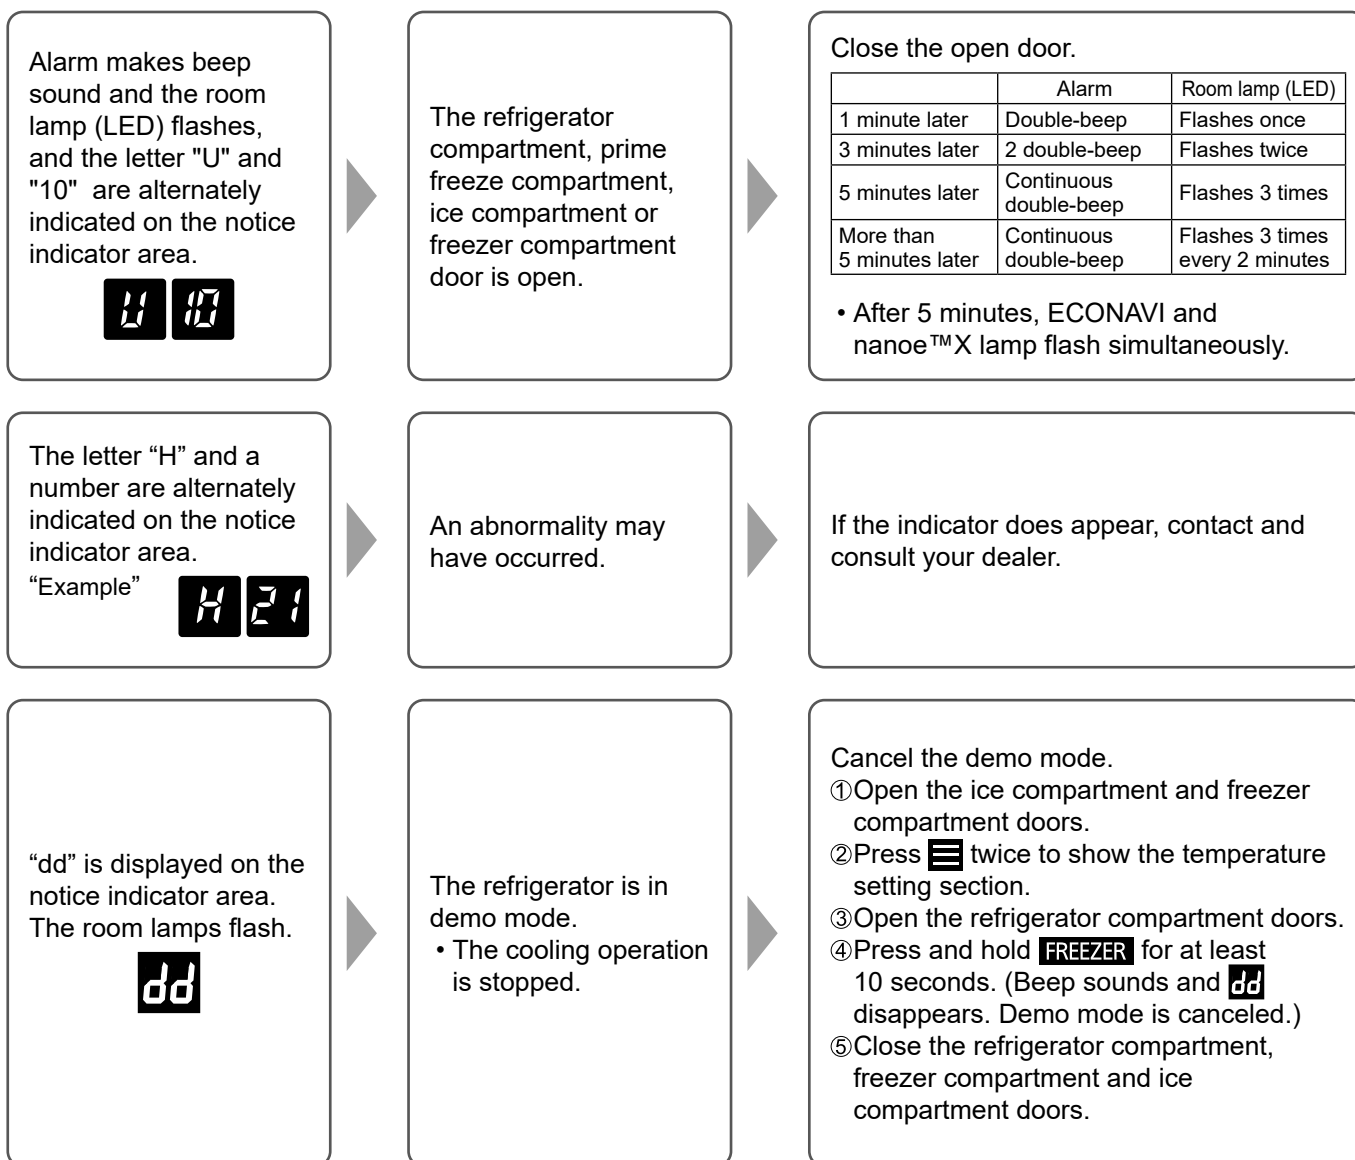 Alarm makes beep
sound and the room
lamp (LED) flashes,
and the letter "U" and
"10" are alternately
indicated on the notice
indicator area.
U 10
The refrigerator
compartment, prime
freeze compartment,
ice compartment or
freezer compartment
door is open.
Close the open door.
Alarm Room lamp (LED)
1 minute later Double-beep Flashes once
3 minutes later 2 double-beep Flashes twice
5 minutes later Continuous double-beep Flashes 3 times
More than 5 minutes later Continuous double-beep Flashes 3 times every 2 minutes
• After 5 minutes, ECONAVI and
nanoe™X lamp flash simultaneously.
The letter “H” and a
number are alternately
indicated on the notice
indicator area.
“Example” H 21
An abnormality may
have occurred.
If the indicator does appear, contact and
consult your dealer.
“dd” is displayed on the
notice indicator area.
The room lamps flash.
dd
The refrigerator is in
demo mode.
• The cooling operation
is stopped.
Cancel the demo mode.
①Open the ice compartment and freezer
compartment doors.
②Press twice to show the temperature
setting section.
③Open the refrigerator compartment doors.
④Press and hold FREEZER for at least
10 seconds. (Beep sounds and dd
disappears. Demo mode is canceled.)
⑤Close the refrigerator compartment,
freezer compartment and ice
compartment doors.